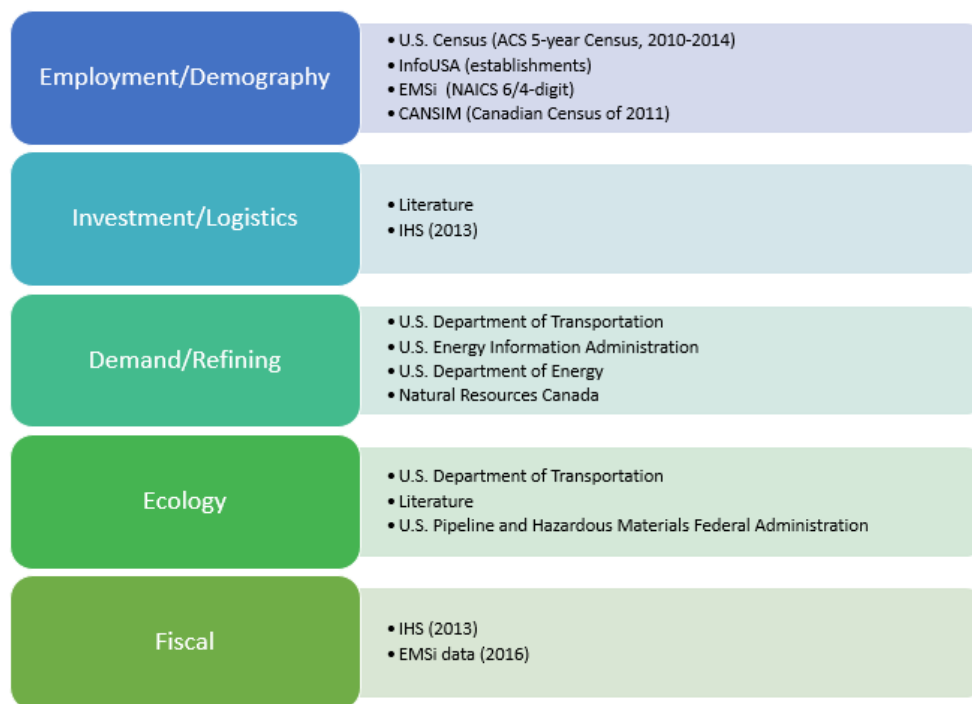 Employment/Demography
• U.S. Census (ACS 5-year Census, 2010-2014)
• InfoUSA (establishments)
• EMSi (NAICS 6/4-digit)
• CANSIM (Canadian Census of 2011)
Investment/Logistics
• Literature
• IHS (2013)
Demand/Refining
• U.S. Department of Transportation
• U.S. Energy Information Administration
• U.S. Department of Energy
• Natural Resources Canada
Ecology
• U.S. Department of Transportation
• Literature
• U.S. Pipeline and Hazardous Materials Federal Administration
Fiscal
• IHS (2013)
• EMSi data (2016)